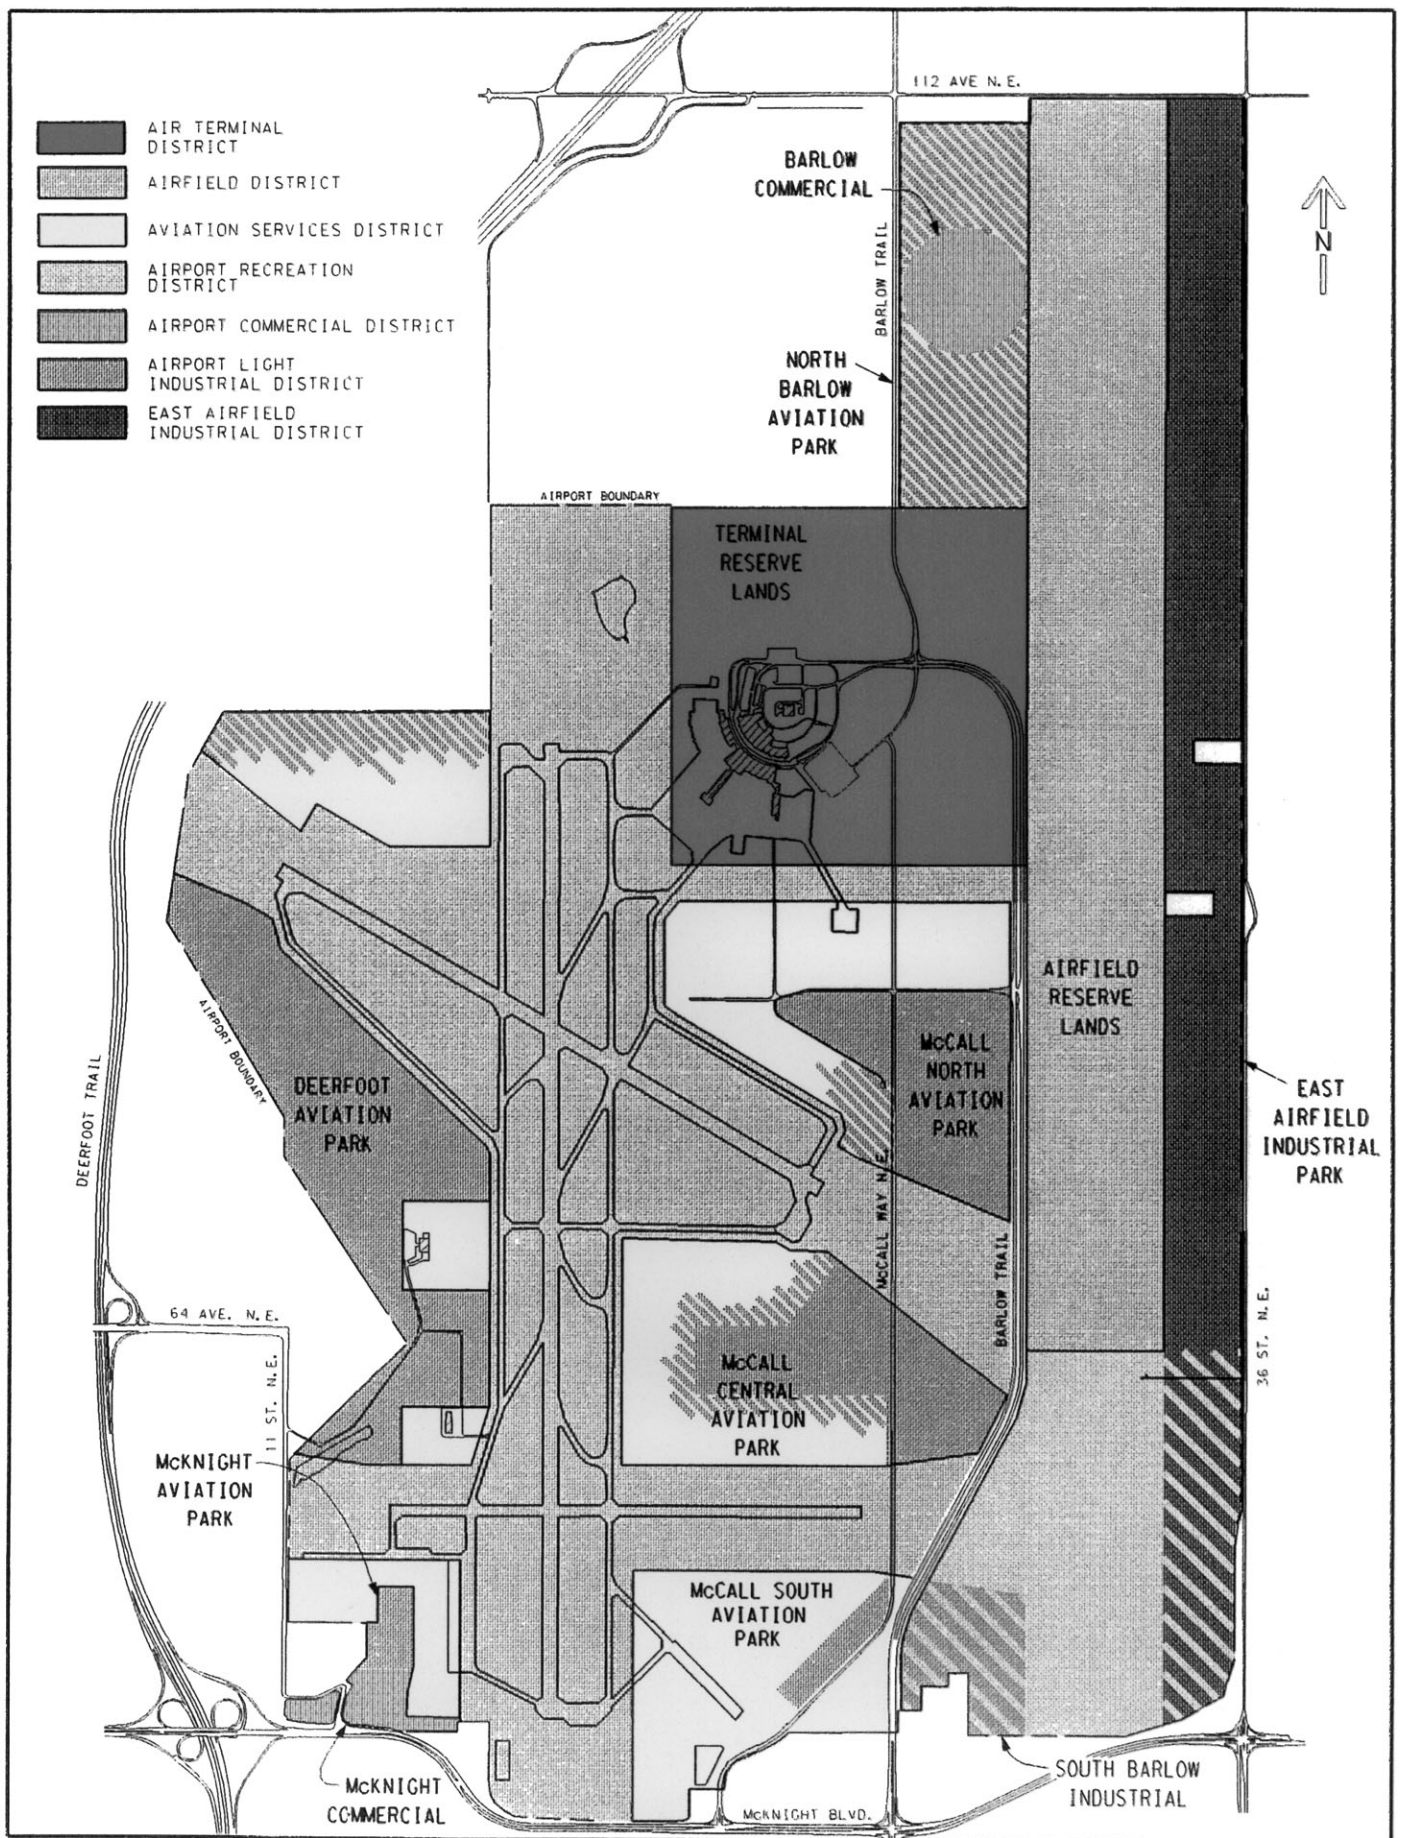 112 AVE N.E.
AIR TERMINAL
DISTRICT
AIRFIELD DISTRICT
AVIATION SERVICES DISTRICT
AIRPORT RECREATION
DISTRICT
AIRPORT COMMERCIAL DISTRICT
AIRPORT LIGHT
INDUSTRIAL DISTRICT
EAST AIRFIELD
INDUSTRIAL DISTRICT
BARLOW
COMMERCIAL
N
BARLOW TRAIL
NORTH
BARLOW
AVIATION
PARK
AIRPORT BOUNDARY
TERMINAL
RESERVE
LANDS
AIRFIELD
RESERVE
LANDS
AIRPORT BOUNDARY
McCALL
NORTH
AVIATION
PARK
DEERFOOT
AVIATION
PARK
DEERFOOT TRAIL
EAST
AIRFIELD
INDUSTRIAL
PARK
McCALL WAY N.E.
BARLOW TRAIL
64 AVE. N.E.
11 ST. N.E.
36 ST. N.E.
McCALL
CENTRAL
AVIATION
PARK
McKNIGHT
AVIATION
PARK
McCALL SOUTH
AVIATION
PARK
McKNIGHT
COMMERCIAL
McKNIGHT BLVD.
SOUTH BARLOW
INDUSTRIAL